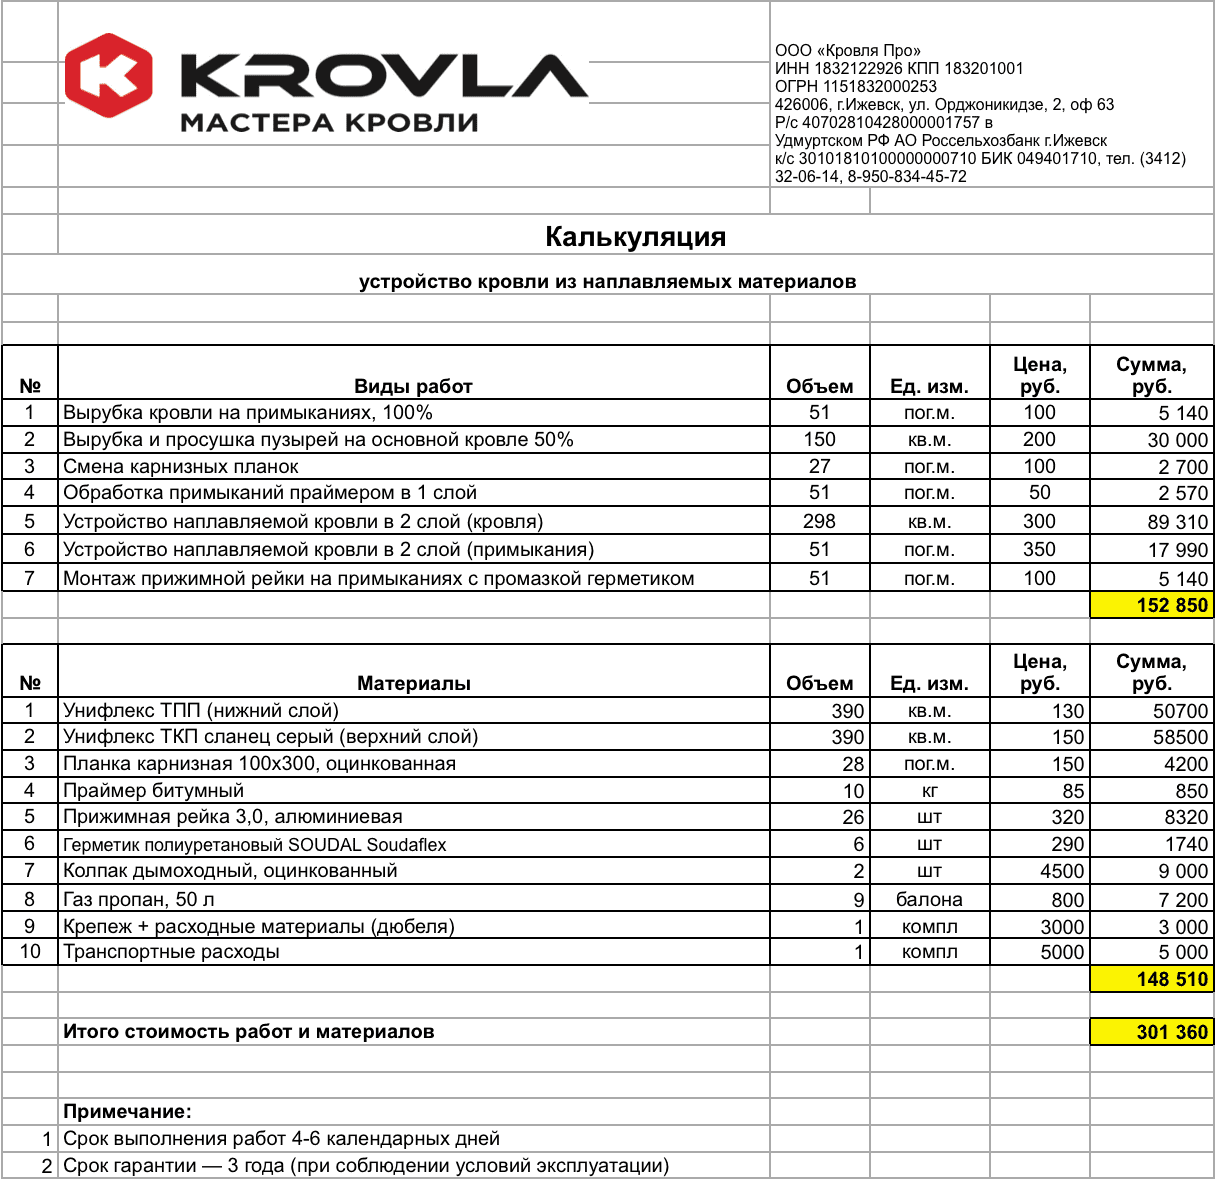 KROVLA
МАСТЕРА КРОВЛИ
ООО «Кровля Про»
ИНН 1832122926 КПП 183201001
ОГРН 1151832000253
426006, г.Ижевск, ул. Орджоникидзе, 2, оф 63
Р/с 40702810428000001757 в
Удмуртском РФ АО Россельхозбанк г.Ижевск
к/с 30101810100000000710 БИК 049401710, тел. (3412)
32-06-14, 8-950-834-45-72
Калькуляция
устройство кровли из наплавляемых материалов
№ Виды работ Объем Ед. изм. Цена, руб. Сумма, руб.
1 Вырубка кровли на примыканиях, 100% 51 пог.м. 100 5 140
2 Вырубка и просушка пузырей на основной кровле 50% 150 кв.м. 200 30 000
3 Смена карнизных планок 27 пог.м. 100 2 700
4 Обработка примыканий праймером в 1 слой 51 пог.м. 50 2 570
5 Устройство наплавляемой кровли в 2 слой (кровля) 298 кв.м. 300 89 310
6 Устройство наплавляемой кровли в 2 слой (примыкания) 51 пог.м. 350 17 990
7 Монтаж прижимной рейки на примыканиях с промазкой герметиком 51 пог.м. 100 5 140
152 850
№ Материалы Объем Ед. изм. Цена, руб. Сумма, руб.
1 Унифлекс ТПП (нижний слой) 390 кв.м. 130 50700
2 Унифлекс ТКП сланец серый (верхний слой) 390 кв.м. 150 58500
3 Планка карнизная 100х300, оцинкованная 28 пог.м. 150 4200
4 Праймер битумный 10 кг 85 850
5 Прижимная рейка 3,0, алюминиевая 26 шт 320 8320
6 Герметик полиуретановый SOUDAL Soudaflex 6 шт 290 1740
7 Колпак дымоходный, оцинкованный 2 шт 4500 9 000
8 Газ пропан, 50 л 9 балона 800 7 200
9 Крепеж + расходные материалы (дюбеля) 1 компл 3000 3 000
10 Транспортные расходы 1 компл 5000 5 000
148 510
Итого стоимость работ и материалов 301 360
Примечание:
1 Срок выполнения работ 4-6 календарных дней
2 Срок гарантии — 3 года (при соблюдении условий эксплуатации)